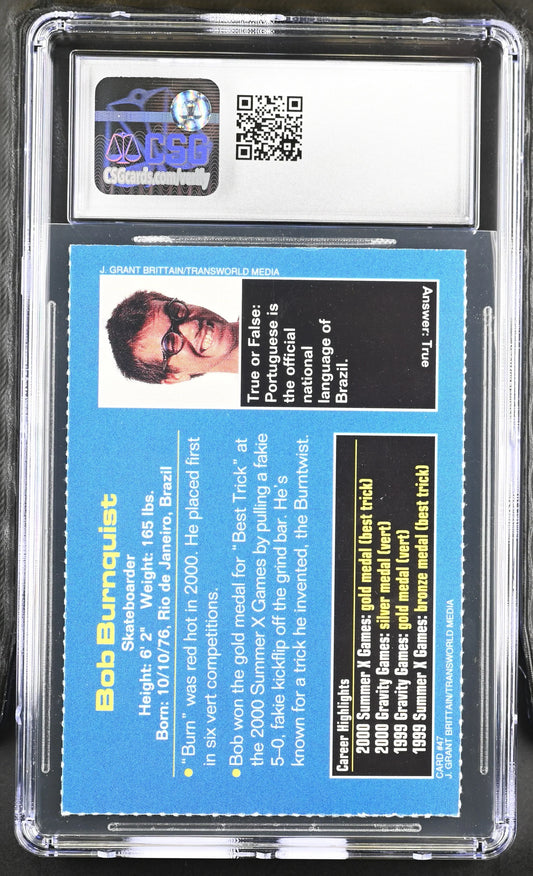 CSG
CSGcards.com/verify
J. GRANT BRITTAIN/TRANSWORLD MEDIA
True or False:
Portuguese is
the official
national
language of
Brazil.
Answer: True
Bob Burnquist
Skateboarder
Height: 6' 2" Weight: 165 lbs.
Born: 10/10/76, Rio de Janeiro, Brazil
• "Burn" was red hot in 2000. He placed first
in six vert competitions.
• Bob won the gold medal for "Best Trick" at
the 2000 Summer X Games by pulling a fakie
5–0, fakie kickflip off the grind bar. He's
known for a trick he invented, the Burntwist.
Career Highlights
2000 Summer X Games: gold medal (best trick)
2000 Gravity Games: silver medal (vert)
1999 Gravity Games: gold medal (vert)
1999 Summer X Games: bronze medal (best trick)
CARD #47
J. GRANT BRITTAIN/TRANSWORLD MEDIA